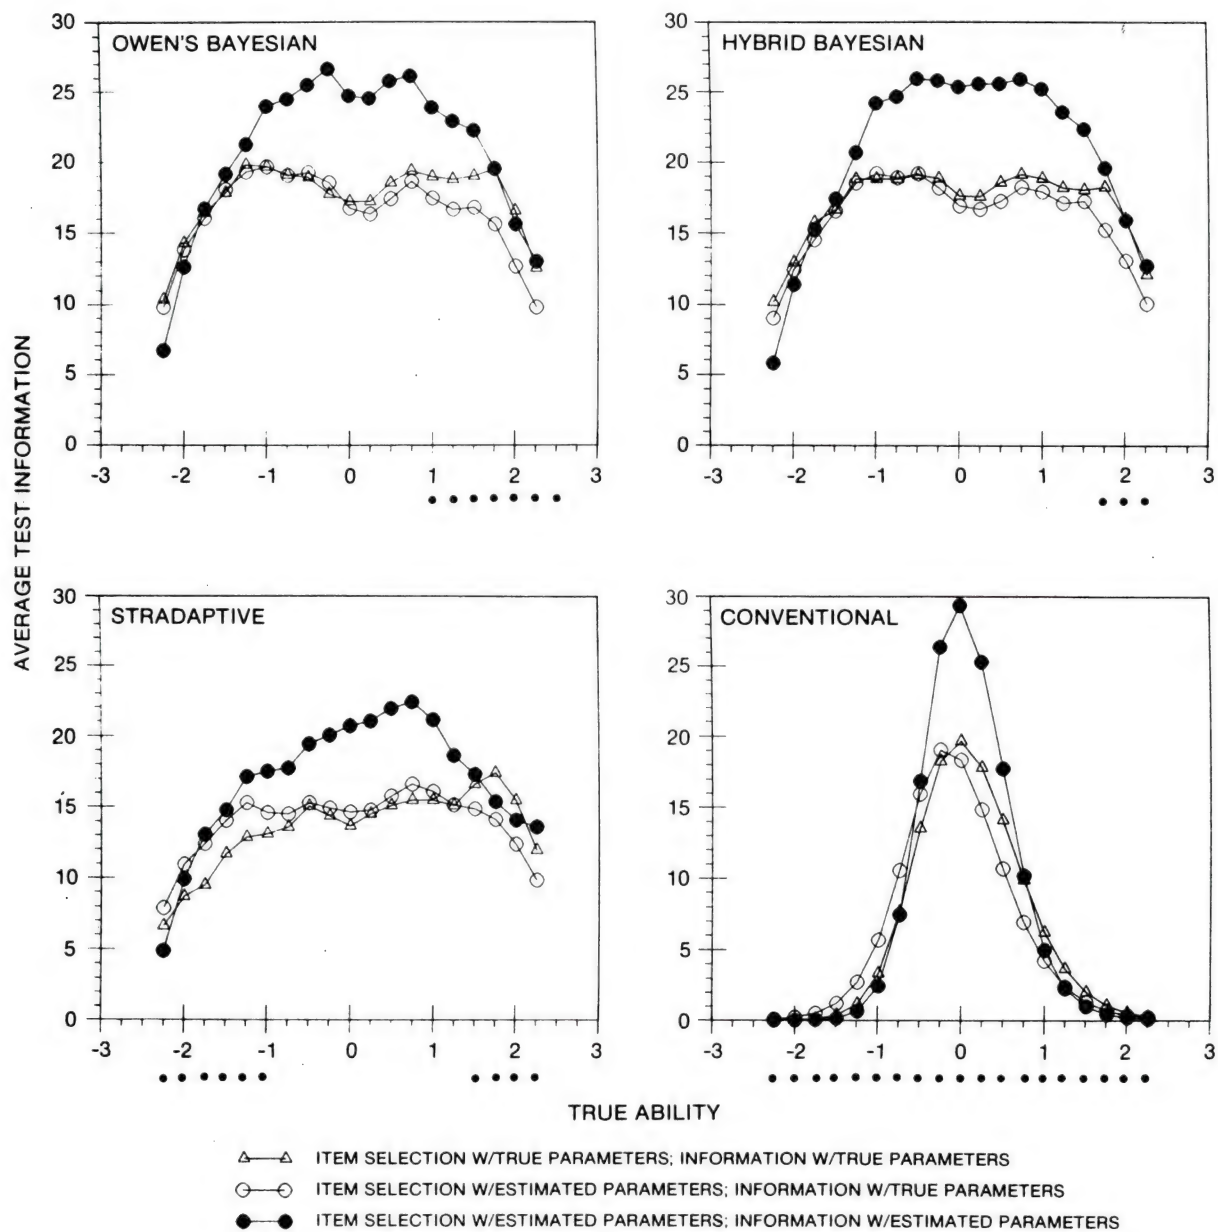 OWEN'S BAYESIAN
30
25
20
15
10
5
0
-3 -2 -1 0 1 2 3
HYBRID BAYESIAN
30
25
20
15
10
5
0
-3 -2 -1 0 1 2 3
AVERAGE TEST INFORMATION
STRADAPTIVE
30
25
20
15
10
5
0
-3 -2 -1 0 1 2 3
CONVENTIONAL
30
25
20
15
10
5
0
-3 -2 -1 0 1 2 3
TRUE ABILITY
ITEM SELECTION W/TRUE PARAMETERS; INFORMATION W/TRUE PARAMETERS
ITEM SELECTION W/ESTIMATED PARAMETERS; INFORMATION W/TRUE PARAMETERS
ITEM SELECTION W/ESTIMATED PARAMETERS; INFORMATION W/ESTIMATED PARAMETERS